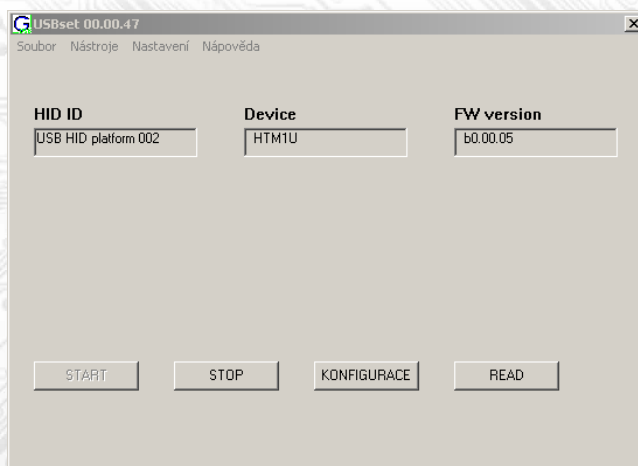 USBset 00.00.47
Soubor Nástroje Nastavení Nápověda
HID ID Device FW version
USB HID platform 002 HTM1U b0.00.05
START STOP KONFIGURACE READ